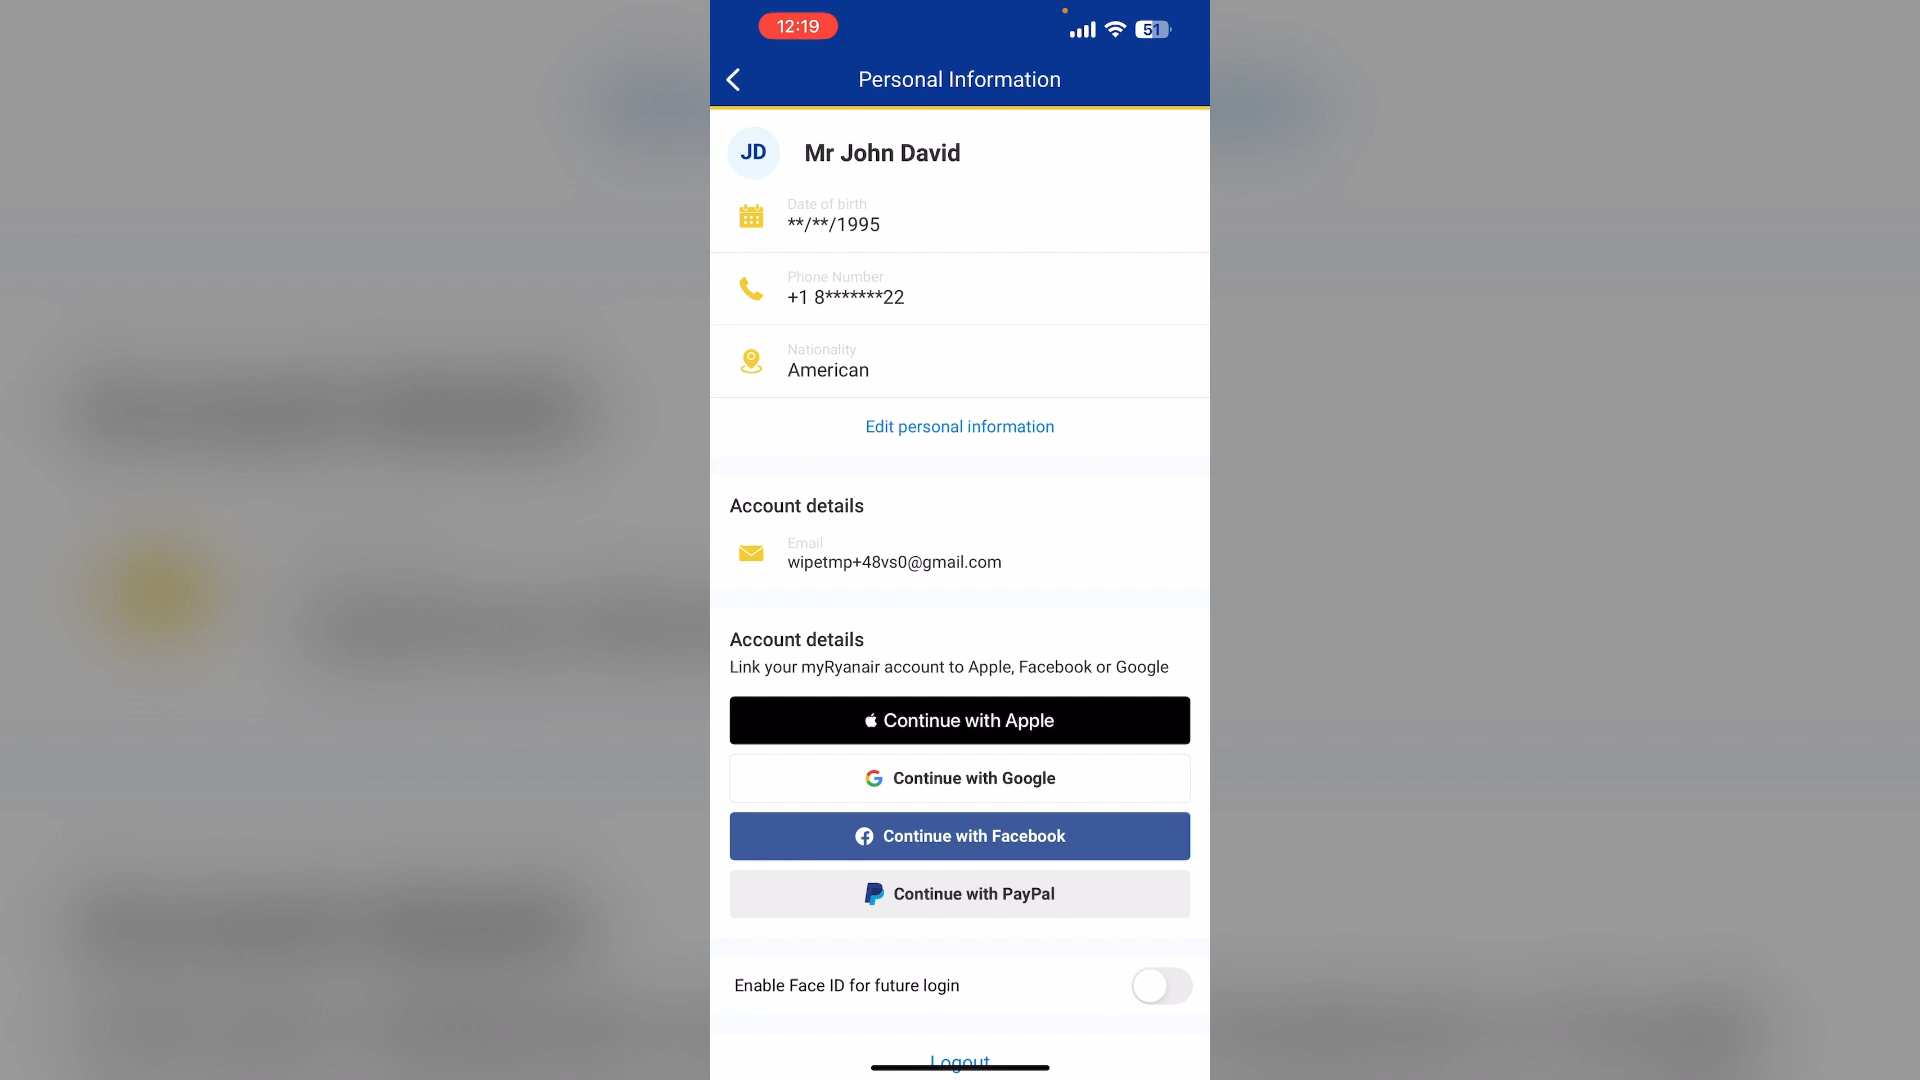 12:19
51
Personal Information
JD
Mr John David
Date of birth
**/**/1995
Phone Number
+1 8*******22
Nationality
American
Edit personal information
Account details
Email
wipetmp+48vs0@gmail.com
Account details
Link your myRyanair account to Apple, Facebook or Google
Continue with Apple
Continue with Google
Continue with Facebook
Continue with PayPal
Enable Face ID for future login
Logout